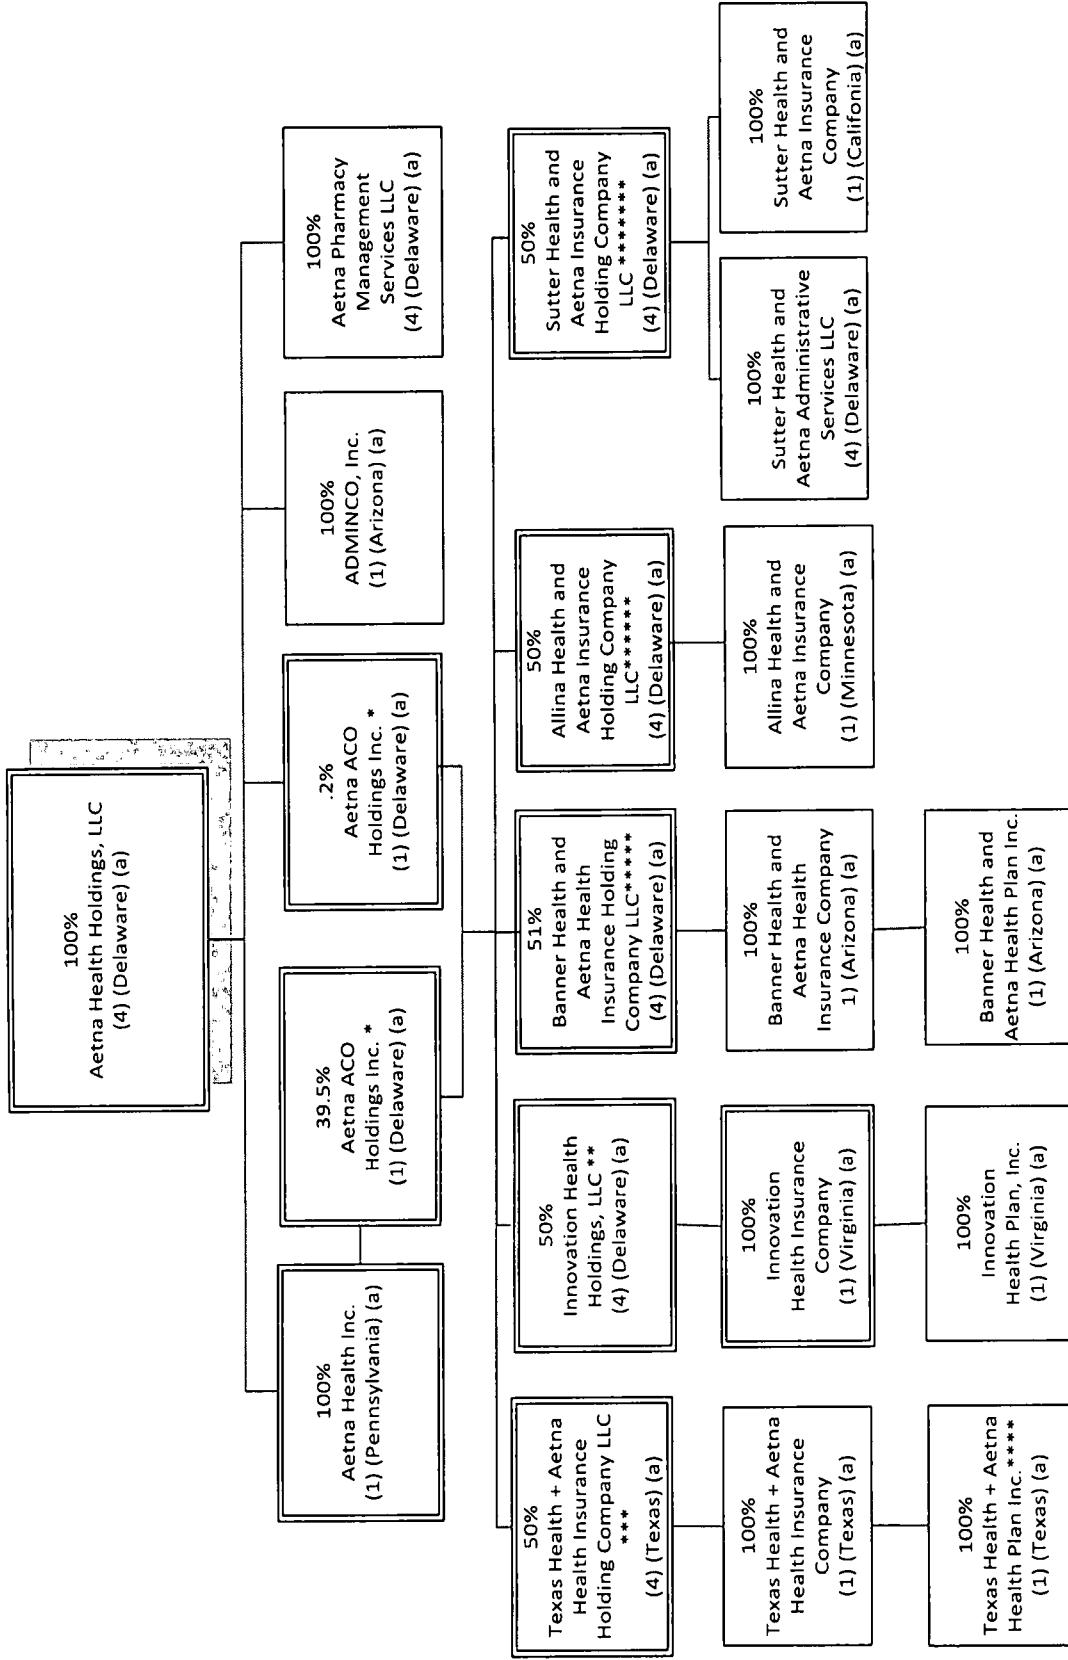 100%
Aetna Health Holdings, LLC
(4) (Delaware) (a)
100%
Aetna Health Inc.
(1) (Pennsylvania) (a)
39.5%
Aetna ACO
Holdings Inc. *
(1) (Delaware) (a)
.2%
Aetna ACO
Holdings Inc. *
(1) (Delaware) (a)
100%
ADMINCO, Inc.
(1) (Arizona) (a)
100%
Aetna Pharmacy
Management
Services LLC
(4) (Delaware) (a)
50%
Texas Health + Aetna
Health Insurance
Holding Company LLC
***
(4) (Texas) (a)
50%
Innovation Health
Holdings, LLC **
(4) (Delaware) (a)
51%
Banner Health and
Aetna Health
Insurance Holding
Company LLC*****
(4) (Delaware) (a)
50%
Allina Health and
Aetna Insurance
Holding Company
LLC******
(4) (Delaware) (a)
50%
Sutter Health and
Aetna Insurance
Holding Company
LLC *******
(4) (Delaware) (a)
100%
Texas Health + Aetna
Health Insurance
Company
(1) (Texas) (a)
100%
Innovation
Health Insurance
Company
(1) (Virginia) (a)
100%
Banner Health and
Aetna Health
Insurance Company
1) (Arizona) (a)
100%
Allina Health and
Aetna Insurance
Company
(1) (Minnesota) (a)
100%
Sutter Health and
Aetna Administrative
Services LLC
(4) (Delaware) (a)
100%
Sutter Health and
Aetna Insurance
Company
(1) (Califonia) (a)
100%
Texas Health + Aetna
Health Plan Inc.****
(1) (Texas) (a)
100%
Innovation
Health Plan, Inc.
(1) (Virginia) (a)
100%
Banner Health and
Aetna Health Plan Inc.
(1) (Arizona) (a)